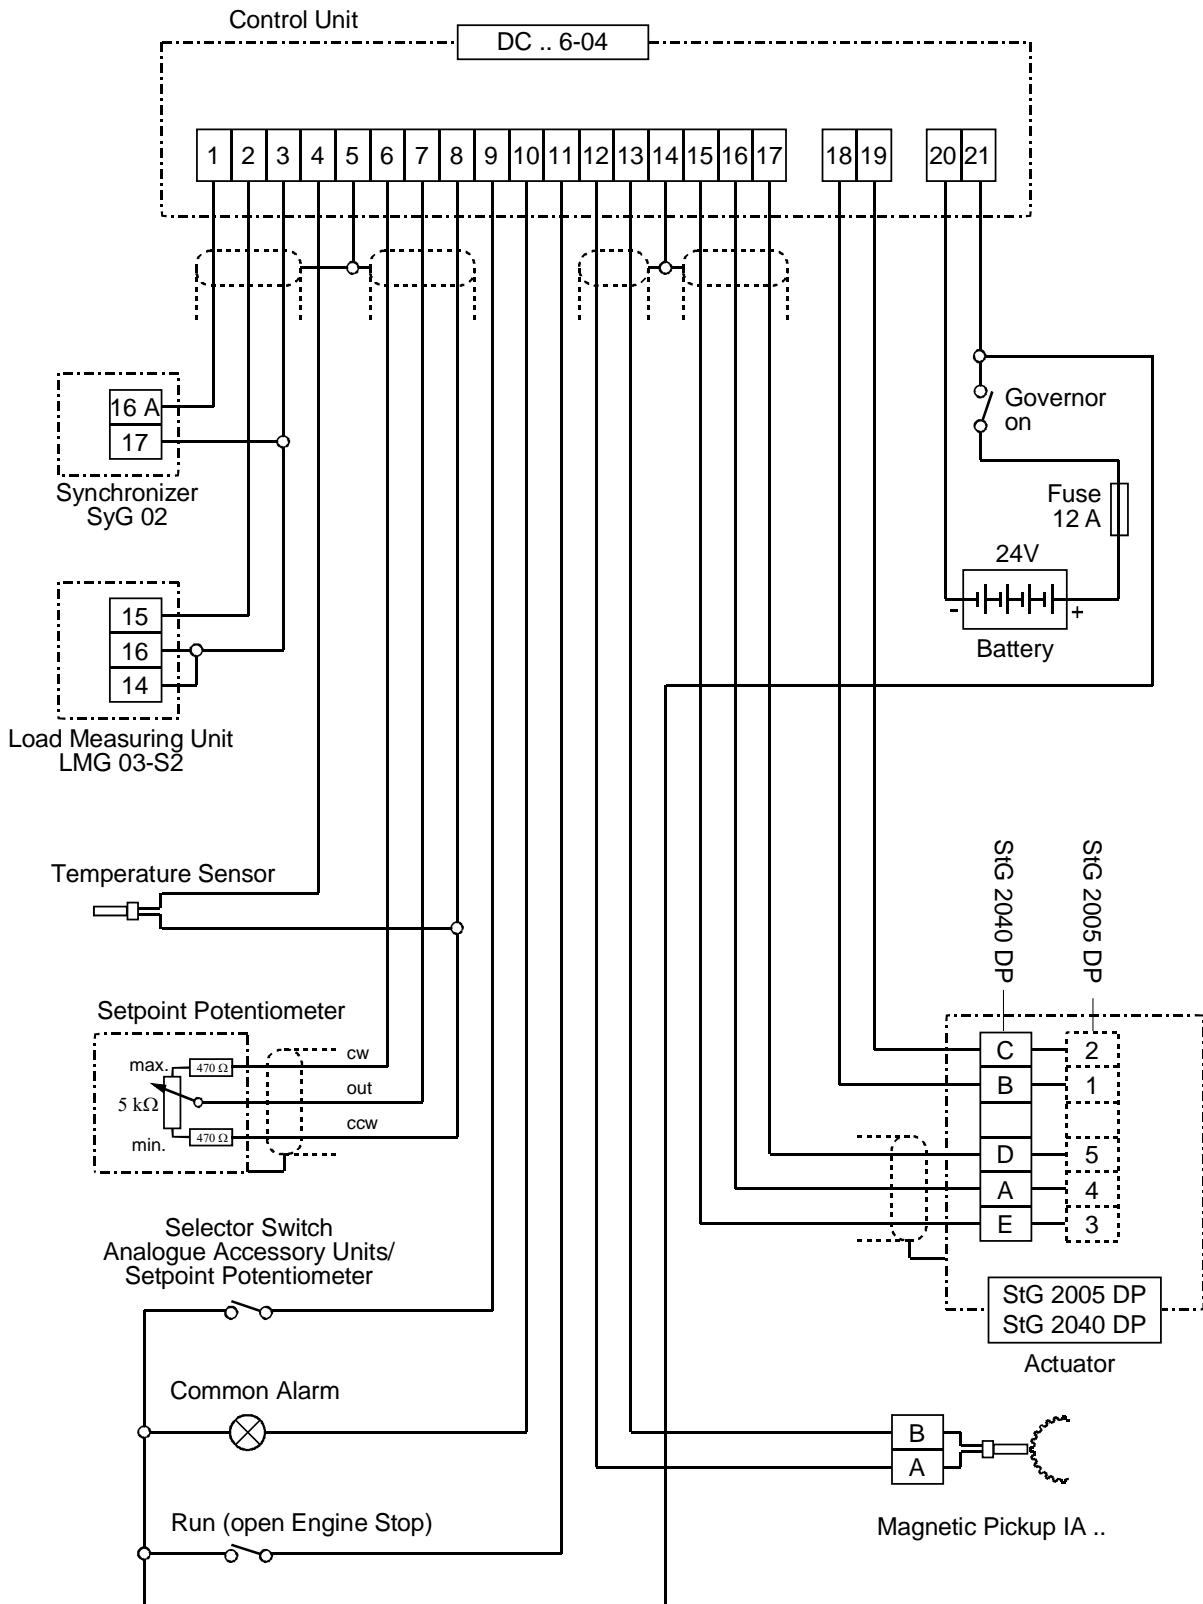 Control Unit
DC .. 6-04
1 2 3 4 5 6 7 8 9 10 11 12 13 14 15 16 17 18 19 20 21
Governor
on
16 A
17
Synchronizer
SyG 02
Fuse
12 A
24V
- +
Battery
15
16
14
Load Measuring Unit
LMG 03-S2
Temperature Sensor
StG 2040 DP
StG 2005 DP
Setpoint Potentiometer
max.
470 Ω
cw
5 kΩ
out
min.
470 Ω
ccw
C 2
B 1
D 5
A 4
E 3
Selector Switch
Analogue Accessory Units/
Setpoint Potentiometer
StG 2005 DP
StG 2040 DP
Actuator
Common Alarm
B
A
Run (open Engine Stop)
Magnetic Pickup IA ..